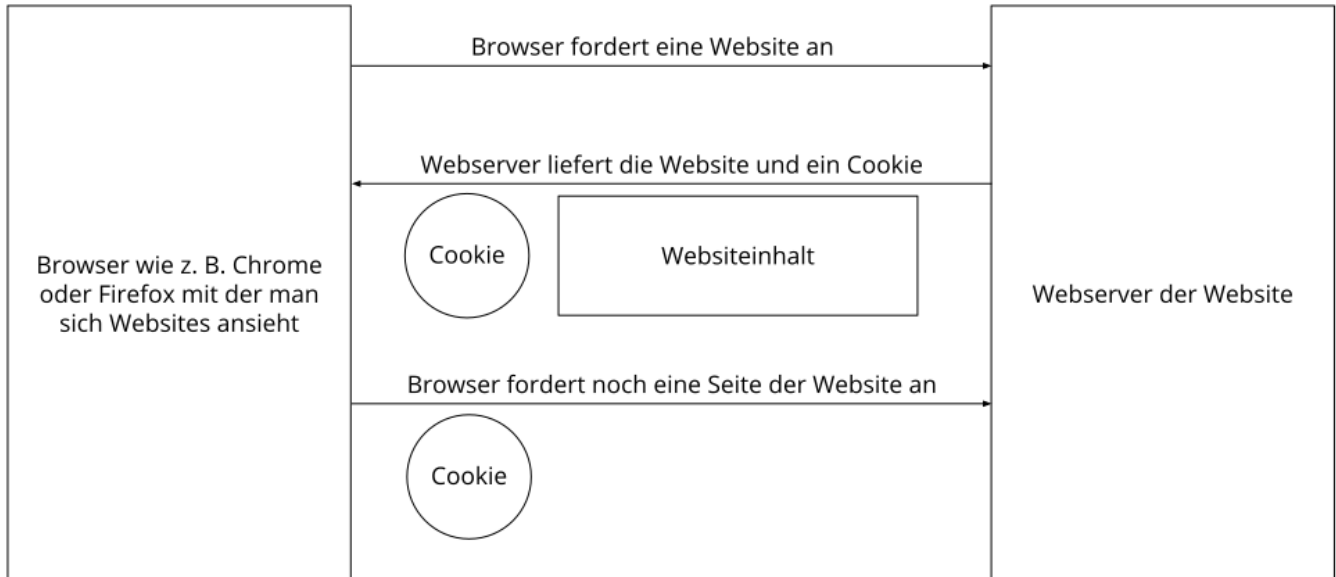 Browser fordert eine Website an
Webserver liefert die Website und ein Cookie
Cookie
Websiteinhalt
Browser wie z. B. Chrome
oder Firefox mit der man
sich Websites ansieht
Webserver der Website
Browser fordert noch eine Seite der Website an
Cookie